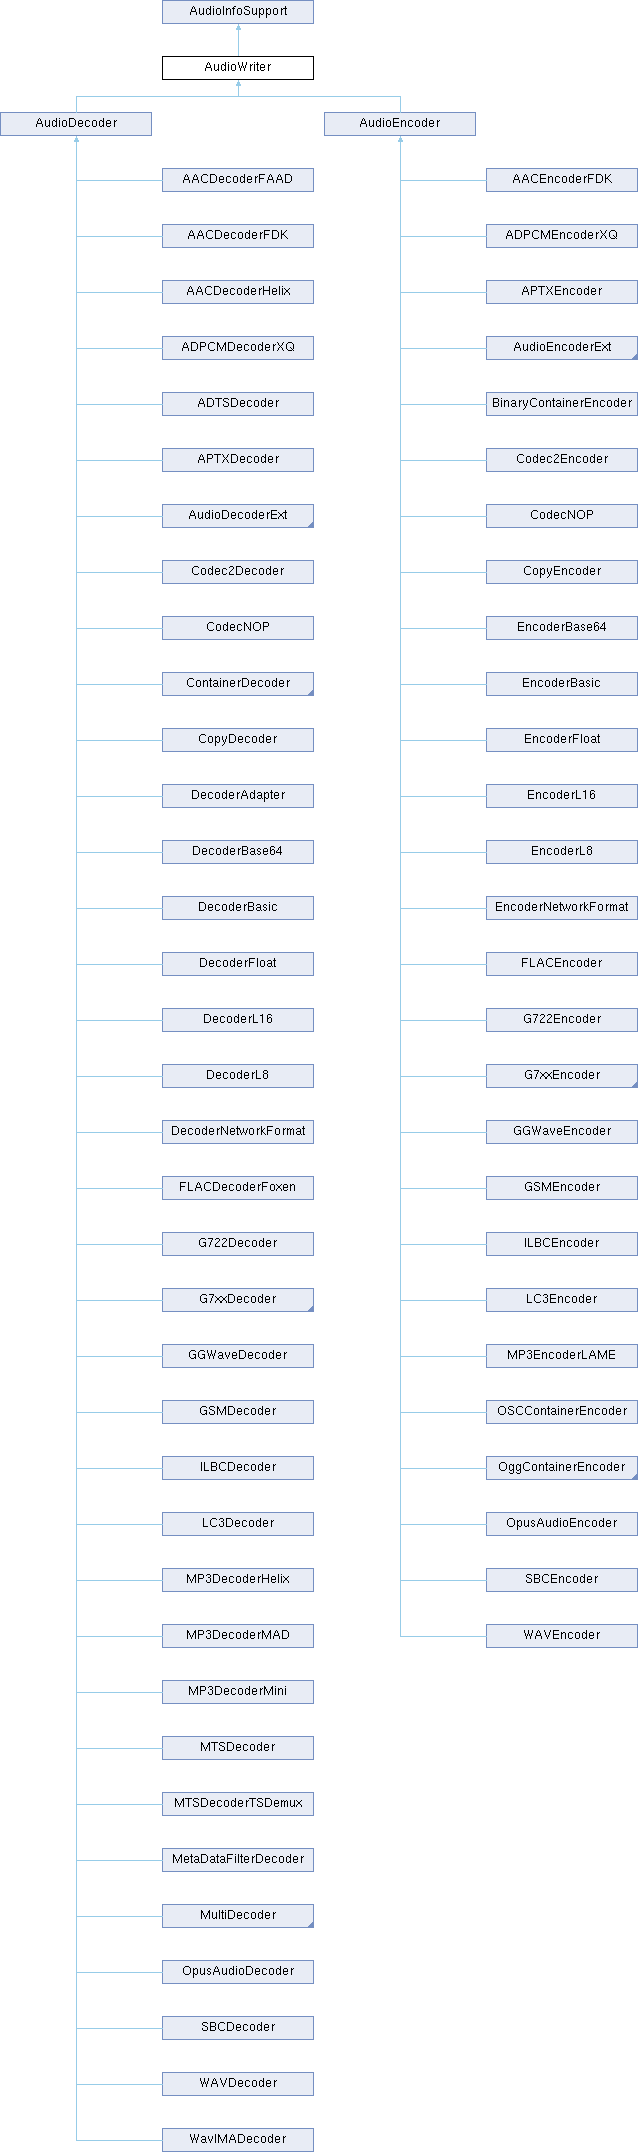 AudioInfoSupport
AudioWriter
AudioDecoder
AudioEncoder
AACDecoderFAAD
AACEncoderFDK
AACDecoderFDK
ADPCMEncoderXQ
AACDecoderHelix
APTXEncoder
ADPCMDecoderXQ
AudioEncoderExt
ADTSDecoder
BinaryContainerEncoder
APTXDecoder
Codec2Encoder
AudioDecoderExt
CodecNOP
Codec2Decoder
CopyEncoder
CodecNOP
EncoderBase64
ContainerDecoder
EncoderBasic
CopyDecoder
EncoderFloat
DecoderAdapter
EncoderL16
DecoderBase64
EncoderL8
DecoderBasic
EncoderNetworkFormat
DecoderFloat
FLACEncoder
DecoderL16
G722Encoder
DecoderL8
G7xxEncoder
DecoderNetworkFormat
GGWaveEncoder
FLACDecoderFoxen
GSMEncoder
G722Decoder
ILBCEncoder
G7xxDecoder
LC3Encoder
GGWaveDecoder
MP3EncoderLAME
GSMDecoder
OSCContainerEncoder
ILBCDecoder
OggContainerEncoder
LC3Decoder
OpusAudioEncoder
MP3DecoderHelix
SBCEncoder
MP3DecoderMAD
WAVEncoder
MP3DecoderMini
MTSDecoder
MTSDecoderTSDemux
MetaDataFilterDecoder
MultiDecoder
OpusAudioDecoder
SBCDecoder
WAVDecoder
WavIMADecoder